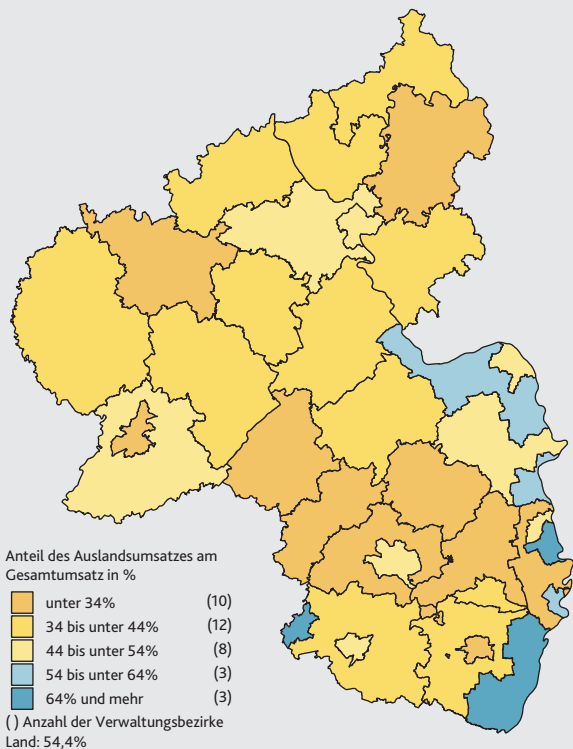 Anteil des Auslandsumsatzes am
Gesamtumsatz in %
unter 34% (10)
34 bis unter 44% (12)
44 bis unter 54% (8)
54 bis unter 64% (3)
64% und mehr (3)
( ) Anzahl der Verwaltungsbezirke
Land: 54,4%